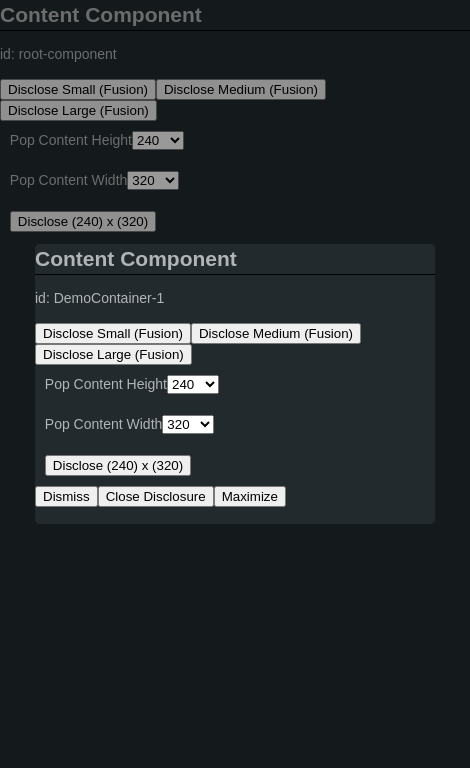 Content Component
id: root-component
Disclose Small (Fusion) Disclose Medium (Fusion)
Disclose Large (Fusion)
Pop Content Height 240
Pop Content Width 320
Disclose (240) x (320)
Content Component
id: DemoContainer-1
Disclose Small (Fusion) Disclose Medium (Fusion)
Disclose Large (Fusion)
Pop Content Height 240
Pop Content Width 320
Disclose (240) x (320)
Dismiss Close Disclosure Maximize